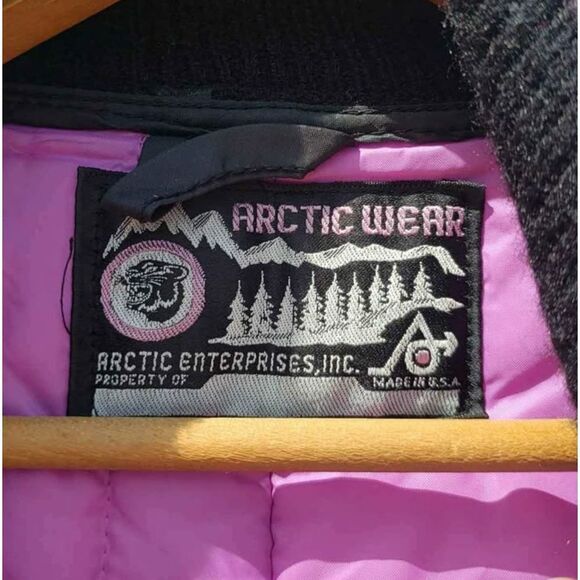 ARCTIC WEAR
ARCTIC ENTERPRISES, INC.
PROPERTY OF
MADE IN U.S.A